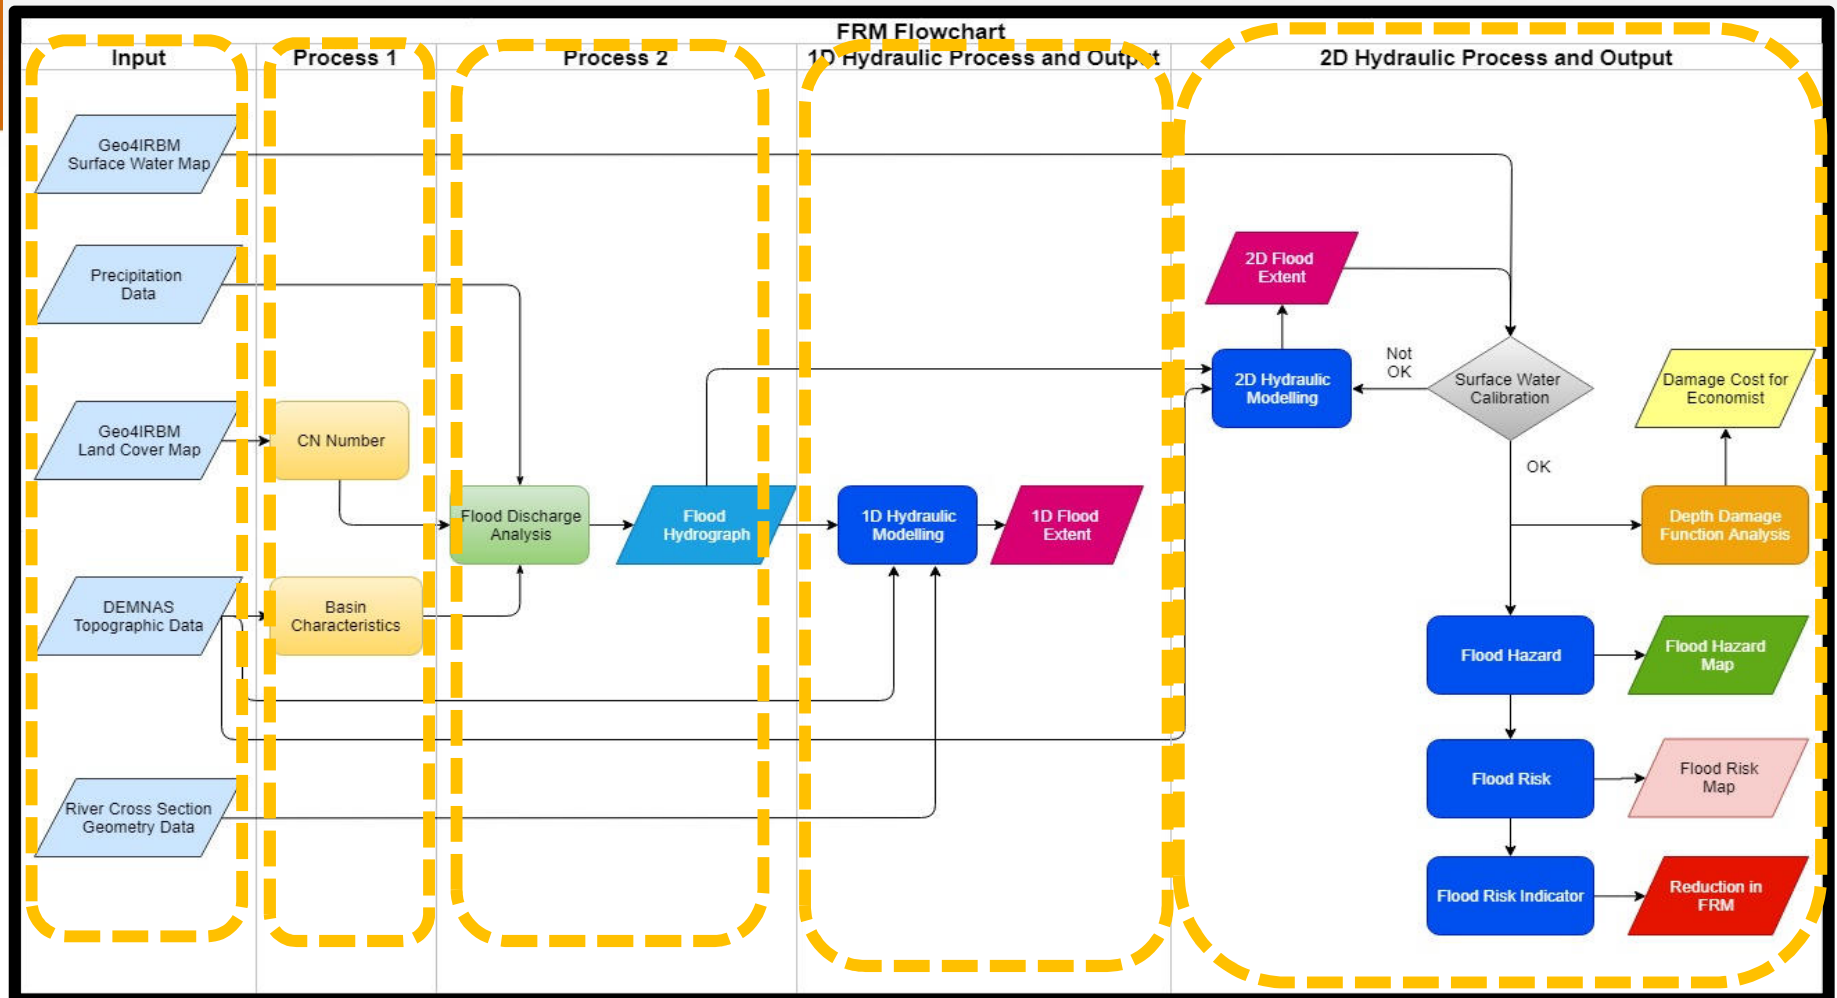 FRM Flowchart
Input
Process 1
Process 2
1D Hydraulic Process and Output
2D Hydraulic Process and Output
Geo4IRBM
Surface Water Map
Precipitation
Data
Geo4IRBM
Land Cover Map
DEMNAS
Topographic Data
River Cross Section
Geometry Data
CN Number
Basin
Characteristics
Flood Discharge
Analysis
Flood
Hydrograph
1D Hydraulic
Modelling
1D Flood
Extent
2D Flood
Extent
2D Hydraulic
Modelling
Not
OK
Surface Water
Calibration
OK
Damage Cost for
Economist
Depth Damage
Function Analysis
Flood Hazard
Flood Hazard
Map
Flood Risk
Flood Risk
Map
Flood Risk Indicator
Reduction in
FRM